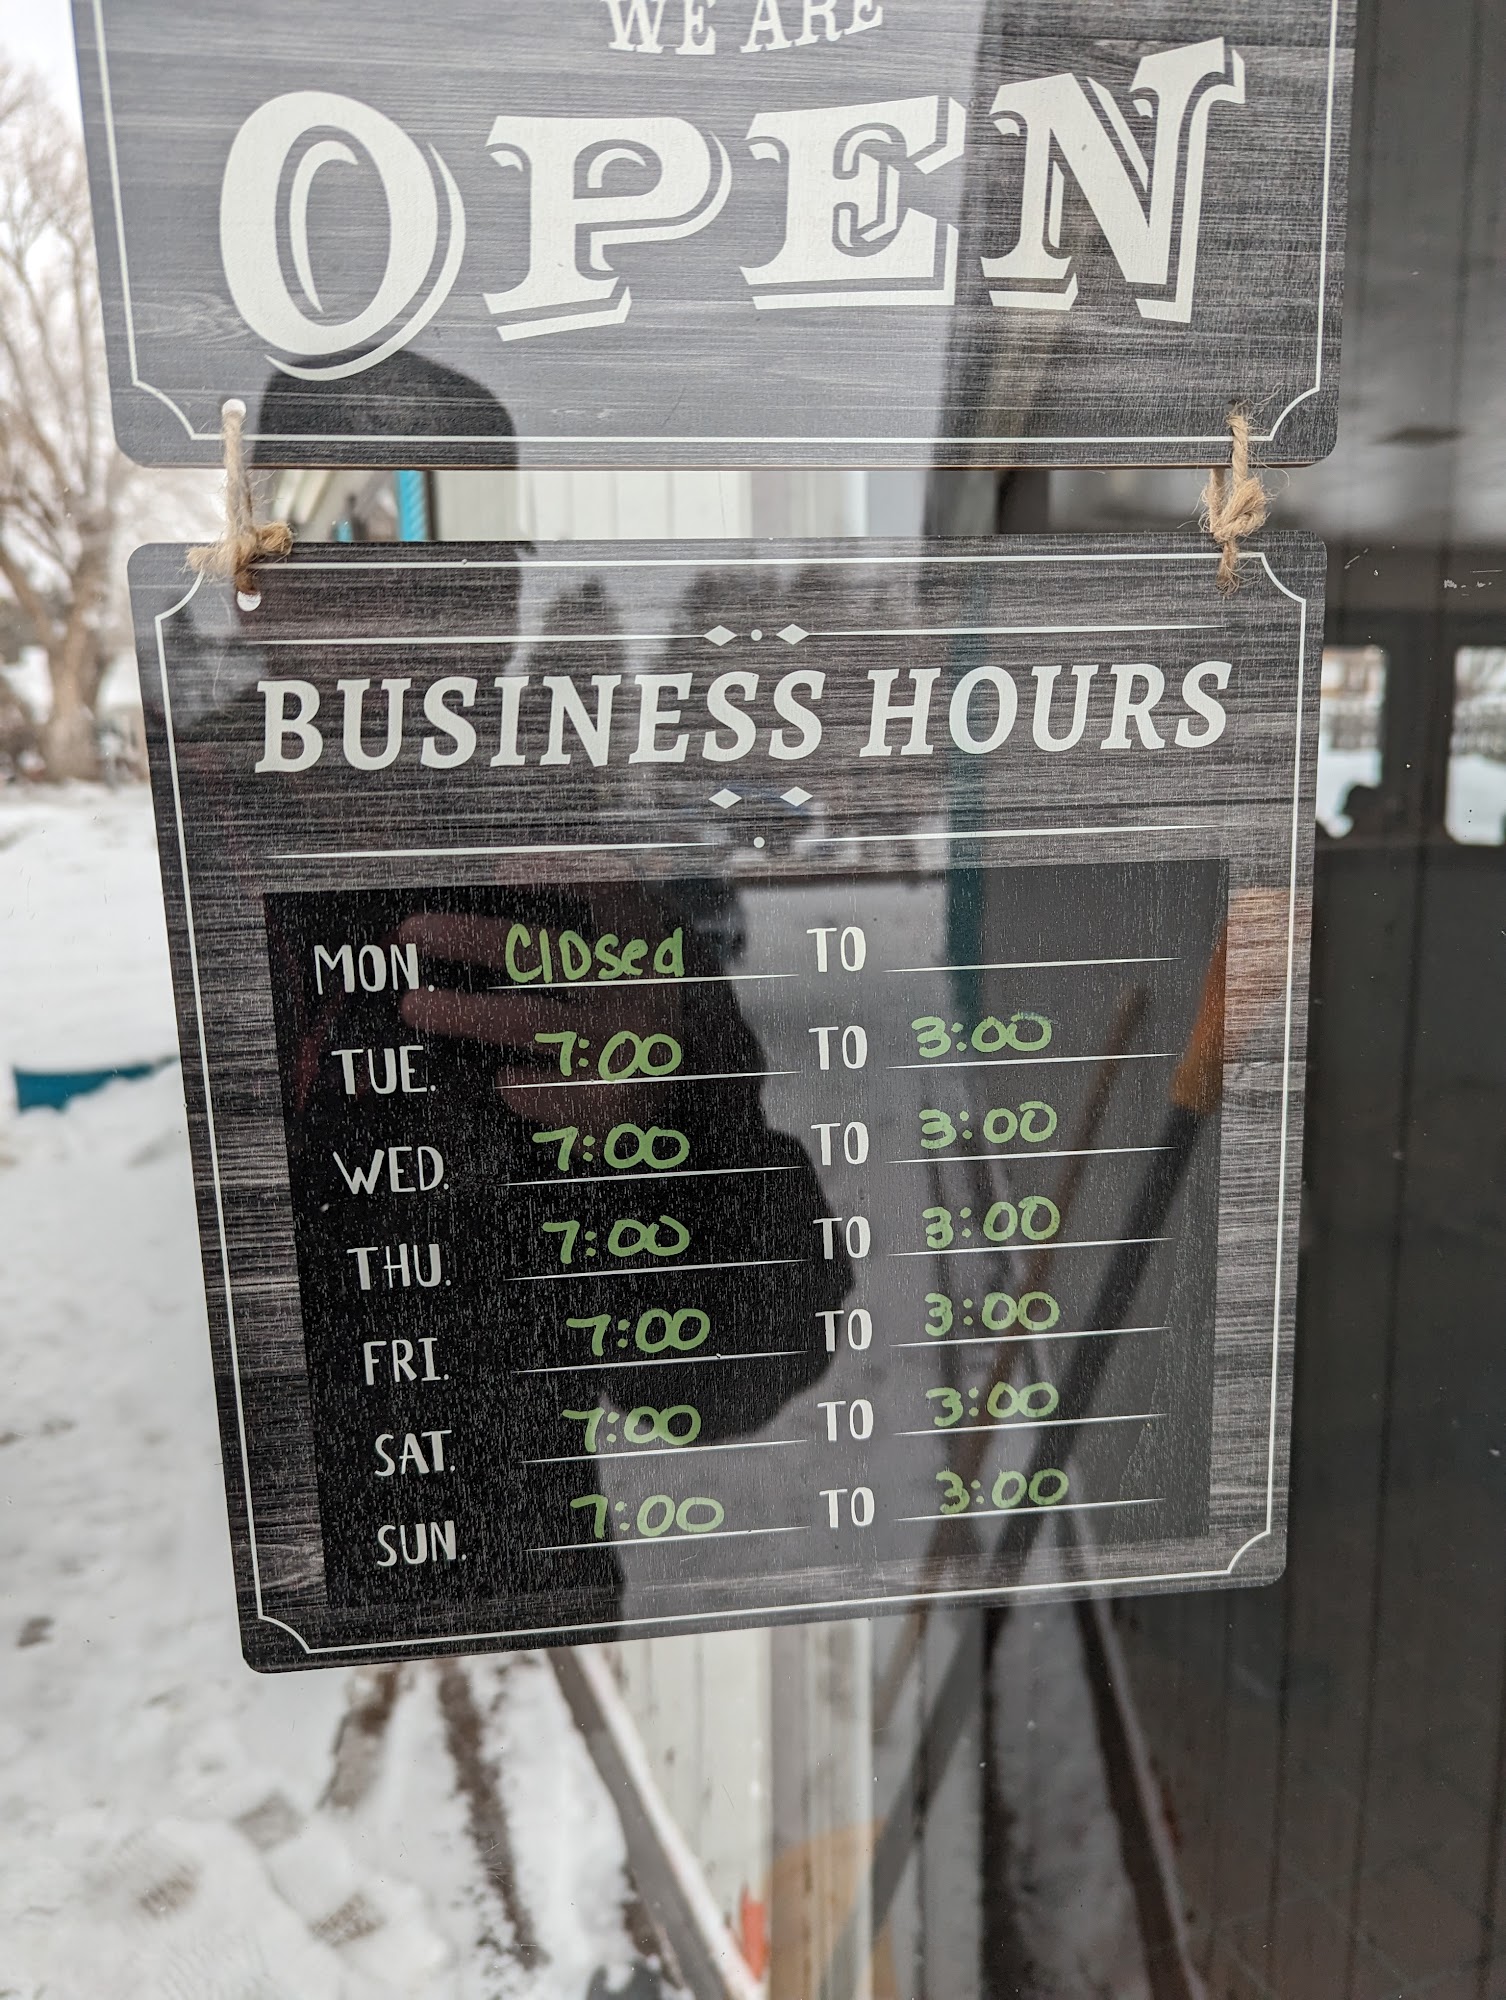 WE ARE
OPEN
BUSINESS HOURS
MON. Closed TO
TUE. 7:00 TO 3:00
WED. 7:00 TO 3:00
THU. 7:00 TO 3:00
FRI. 7:00 TO 3:00
SAT. 7:00 TO 3:00
SUN. 7:00 TO 3:00